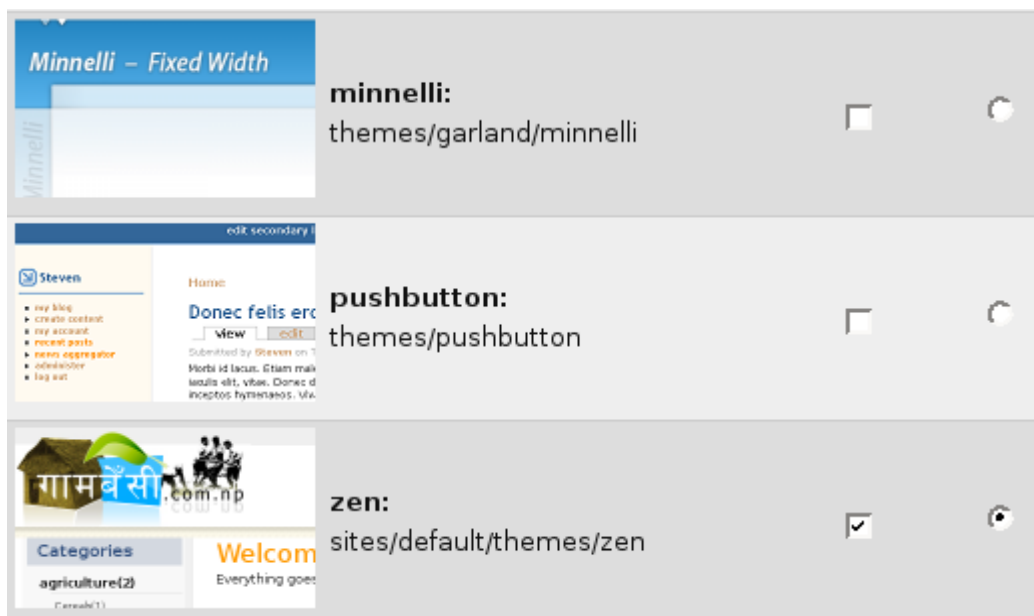 Minnelli – Fixed Width
Minnelli
minnelli:
themes/garland/minnelli
edit secondary
Steven
my blog
create content
my account
recent posts
news aggregator
administer
log out
Home
Donec felis
view edit
Submitted by Steven on
Morbi id lacus. Etiam
iaculis elit, vitae. Donec
inceptos hymenaeos.
pushbutton:
themes/pushbutton
गामबेँसी
.com.np
Categories
agriculture(2)
Cereah(1)
Welcom
Everything goes
zen:
sites/default/themes/zen